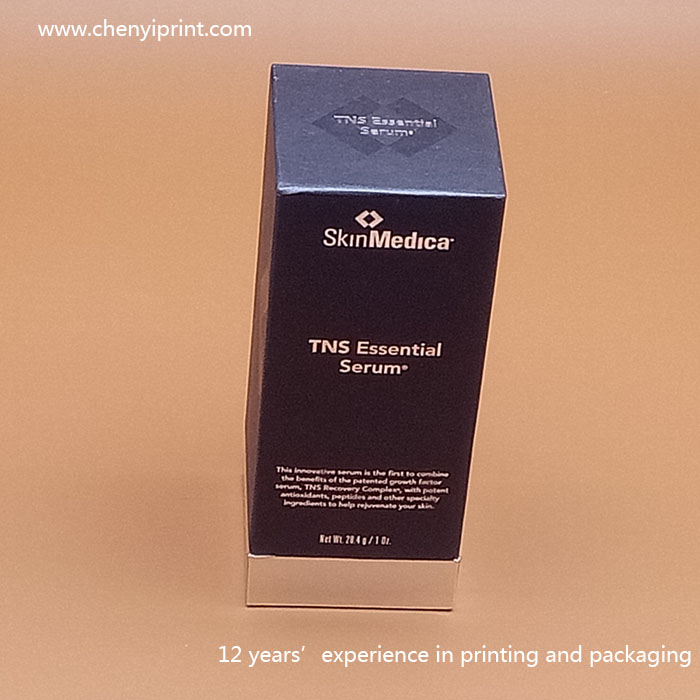 www.chenyiprint.com
TNS Essential
Serum®
SkinMedica
TNS Essential
Serum®
This innovative serum is the first to combine
the benefits of the patented growth factor
serum, TNS Recovery Complex®, with potent
antioxidants, peptides and other specialty
ingredients to help rejuvenate your skin.
Net Wt. 28.4 g / 1 Oz.
12 years' experience in printing and packaging